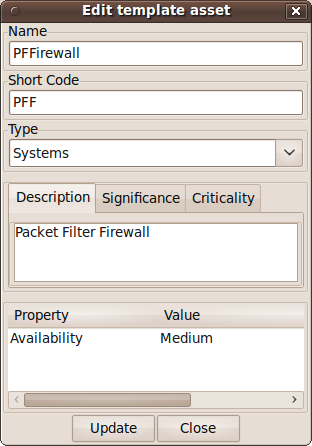 Edit template asset
Name
PFFirewall
Short Code
PFF
Type
Systems
Description Significance Criticality
Packet Filter Firewall
Property Value
Availability Medium
Update Close